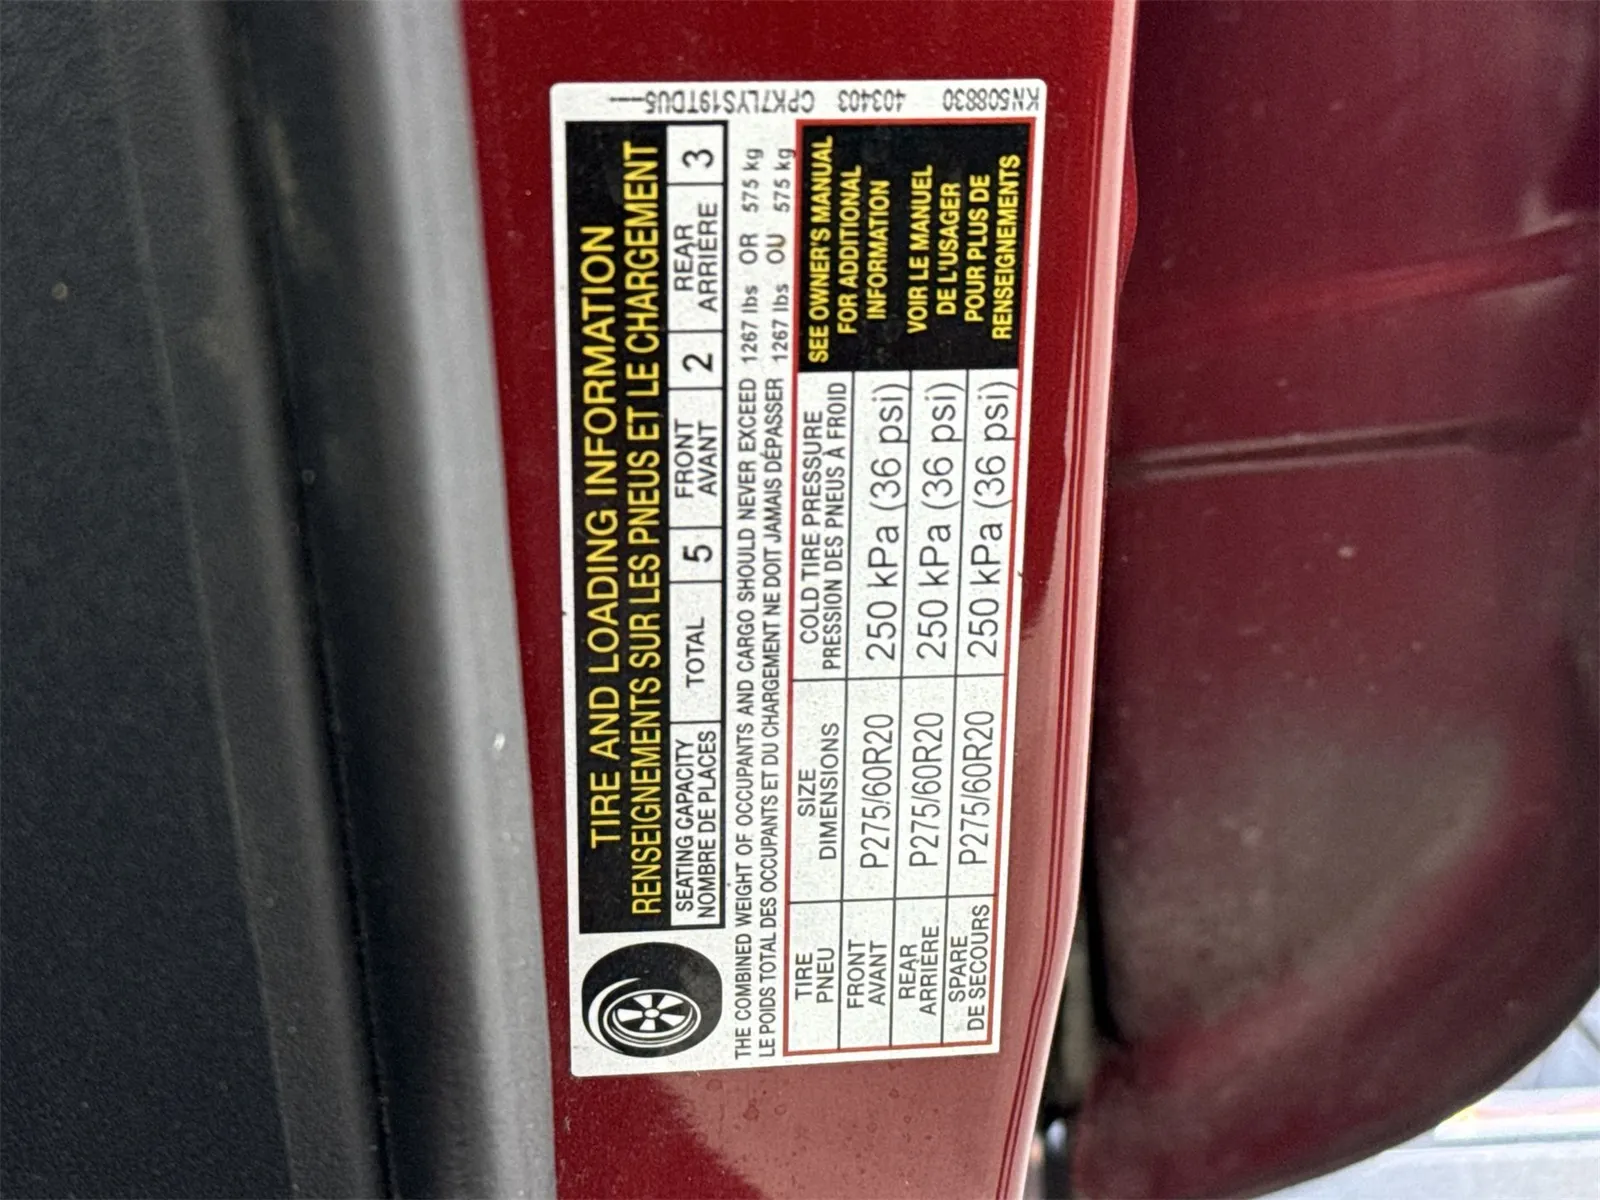 TIRE AND LOADING INFORMATION
RENSEIGNEMENTS SUR LES PNEUS ET LE CHARGEMENT
SEATING CAPACITY
NOMBRE DE PLACES
TOTAL 5
FRONT
AVANT
2
REAR
ARRIÈRE
3
THE COMBINED WEIGHT OF OCCUPANTS AND CARGO SHOULD NEVER EXCEED 1267 lbs OR 575 kg
LE POIDS TOTAL DES OCCUPANTS ET DU CHARGEMENT NE DOIT JAMAIS DÉPASSER 1267 lbs OU 575 kg
TIRE
PNEU
SIZE
DIMENSIONS
COLD TIRE PRESSURE
PRESSION DES PNEUS À FROID
FRONT
AVANT
P275/60R20
250 kPa (36 psi)
REAR
ARRIÈRE
P275/60R20
250 kPa (36 psi)
SPARE
DE SECOURS
P275/60R20
250 kPa (36 psi)
SEE OWNER'S MANUAL
FOR ADDITIONAL
INFORMATION
VOIR LE MANUEL
DE L'USAGER
POUR PLUS DE
RENSEIGNEMENTS
KN508830 403403 CPK7LYS19TDU5----